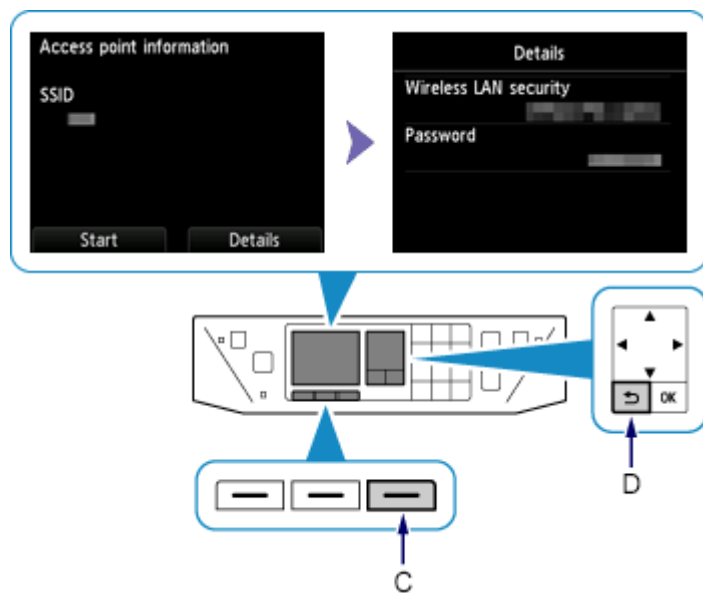 Access point information
SSID
Start
Details
Details
Wireless LAN security
Password
OK
D
C